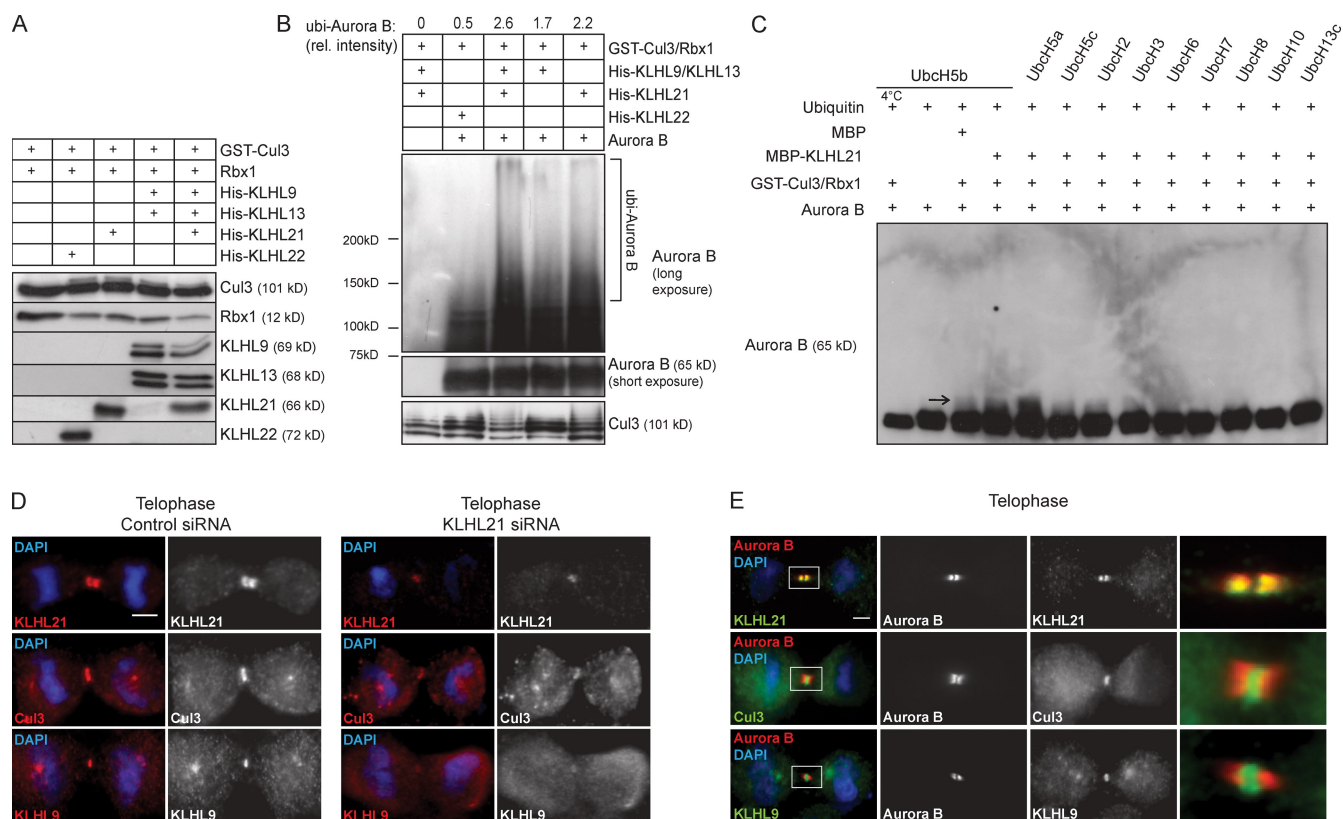 A
+ + + + + GST-Cul3
+ + + + + Rbx1
+ + His-KLHL9
+ + His-KLHL13
+ + His-KLHL21
+ His-KLHL22
Cul3 (101 kD)
Rbx1 (12 kD)
KLHL9 (69 kD)
KLHL13 (68 kD)
KLHL21 (66 kD)
KLHL22 (72 kD)
B
ubi-Aurora B: 0 0.5 2.6 1.7 2.2
(rel. intensity)
+ + + + + GST-Cul3/Rbx1
+ + + His-KLHL9/KLHL13
+ + + His-KLHL21
+ His-KLHL22
+ + + + Aurora B
200kD
150kD
100kD
75kD
ubi-Aurora B
Aurora B
(long
exposure)
Aurora B (65 kD)
(short exposure)
Cul3 (101 kD)
C
UbcH5b
UbcH5a
UbcH5c
UbcH2
UbcH3
UbcH6
UbcH7
UbcH8
UbcH10
UbcH13c
4°C
Ubiquitin + + + + + + + + + + + + +
MBP +
MBP-KLHL21 + + + + + + + + + +
GST-Cul3/Rbx1 + + + + + + + + + + + +
Aurora B + + + + + + + + + + + + +
Aurora B (65 kD)
D
Telophase
Control siRNA
Telophase
KLHL21 siRNA
DAPI
KLHL21
KLHL21
DAPI
KLHL21
KLHL21
DAPI
Cul3
Cul3
DAPI
Cul3
Cul3
DAPI
KLHL9
KLHL9
DAPI
KLHL9
KLHL9
E
Telophase
Aurora B
DAPI
KLHL21
Aurora B
KLHL21
Aurora B
DAPI
Cul3
Aurora B
Cul3
Aurora B
DAPI
KLHL9
Aurora B
KLHL9